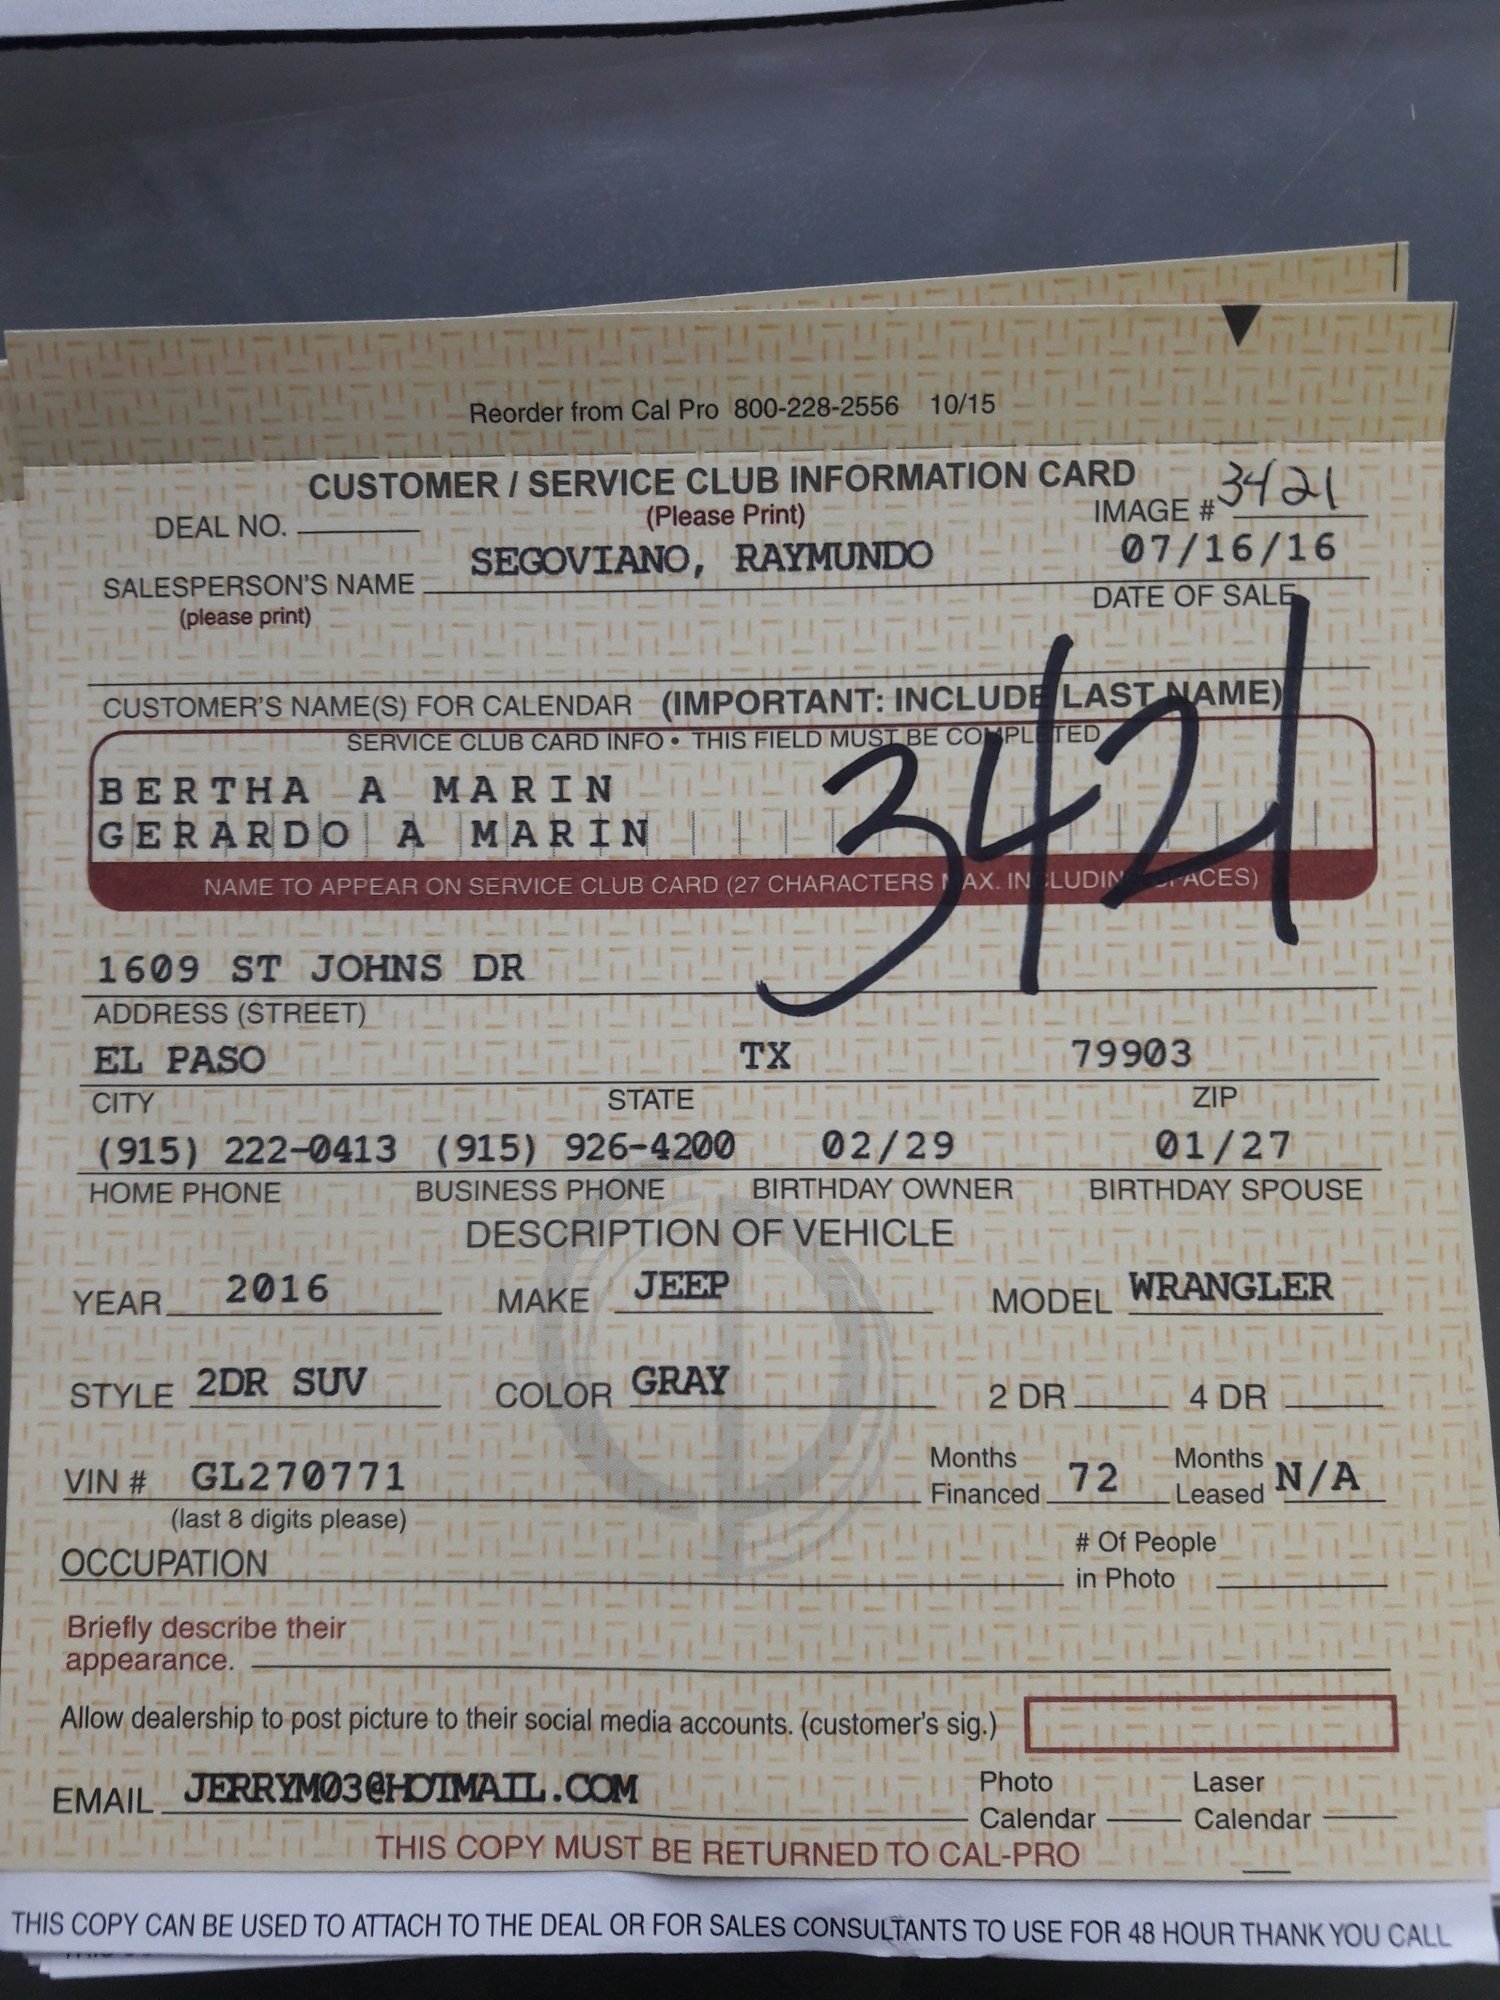 Reorder from Cal Pro 800-228-2556 10/15
CUSTOMER / SERVICE CLUB INFORMATION CARD
(Please Print)
DEAL NO.
IMAGE # 3421
SALESPERSON'S NAME SEGOVIANO, RAYMUNDO 07/16/16
(please print)
DATE OF SALE
CUSTOMER'S NAME(S) FOR CALENDAR (IMPORTANT: INCLUDE LAST NAME)
SERVICE CLUB CARD INFO • THIS FIELD MUST BE COMPLETED
BERTHA A MARIN
GERARDO A MARIN
3421
NAME TO APPEAR ON SERVICE CLUB CARD (27 CHARACTERS MAX. INCLUDING SPACES)
1609 ST JOHNS DR
ADDRESS (STREET)
EL PASO TX 79903
CITY STATE ZIP
(915) 222-0413 (915) 926-4200 02/29 01/27
HOME PHONE BUSINESS PHONE BIRTHDAY OWNER BIRTHDAY SPOUSE
DESCRIPTION OF VEHICLE
YEAR 2016 MAKE JEEP MODEL WRANGLER
STYLE 2DR SUV COLOR GRAY 2 DR 4 DR
VIN # GL270771 Months Financed 72 Months Leased N/A
(last 8 digits please)
OCCUPATION # Of People in Photo
Briefly describe their
appearance.
Allow dealership to post picture to their social media accounts. (customer's sig.)
EMAIL JERRYM03@HOTMAIL.COM Photo Calendar Laser Calendar
THIS COPY MUST BE RETURNED TO CAL-PRO
THIS COPY CAN BE USED TO ATTACH TO THE DEAL OR FOR SALES CONSULTANTS TO USE FOR 48 HOUR THANK YOU CALL